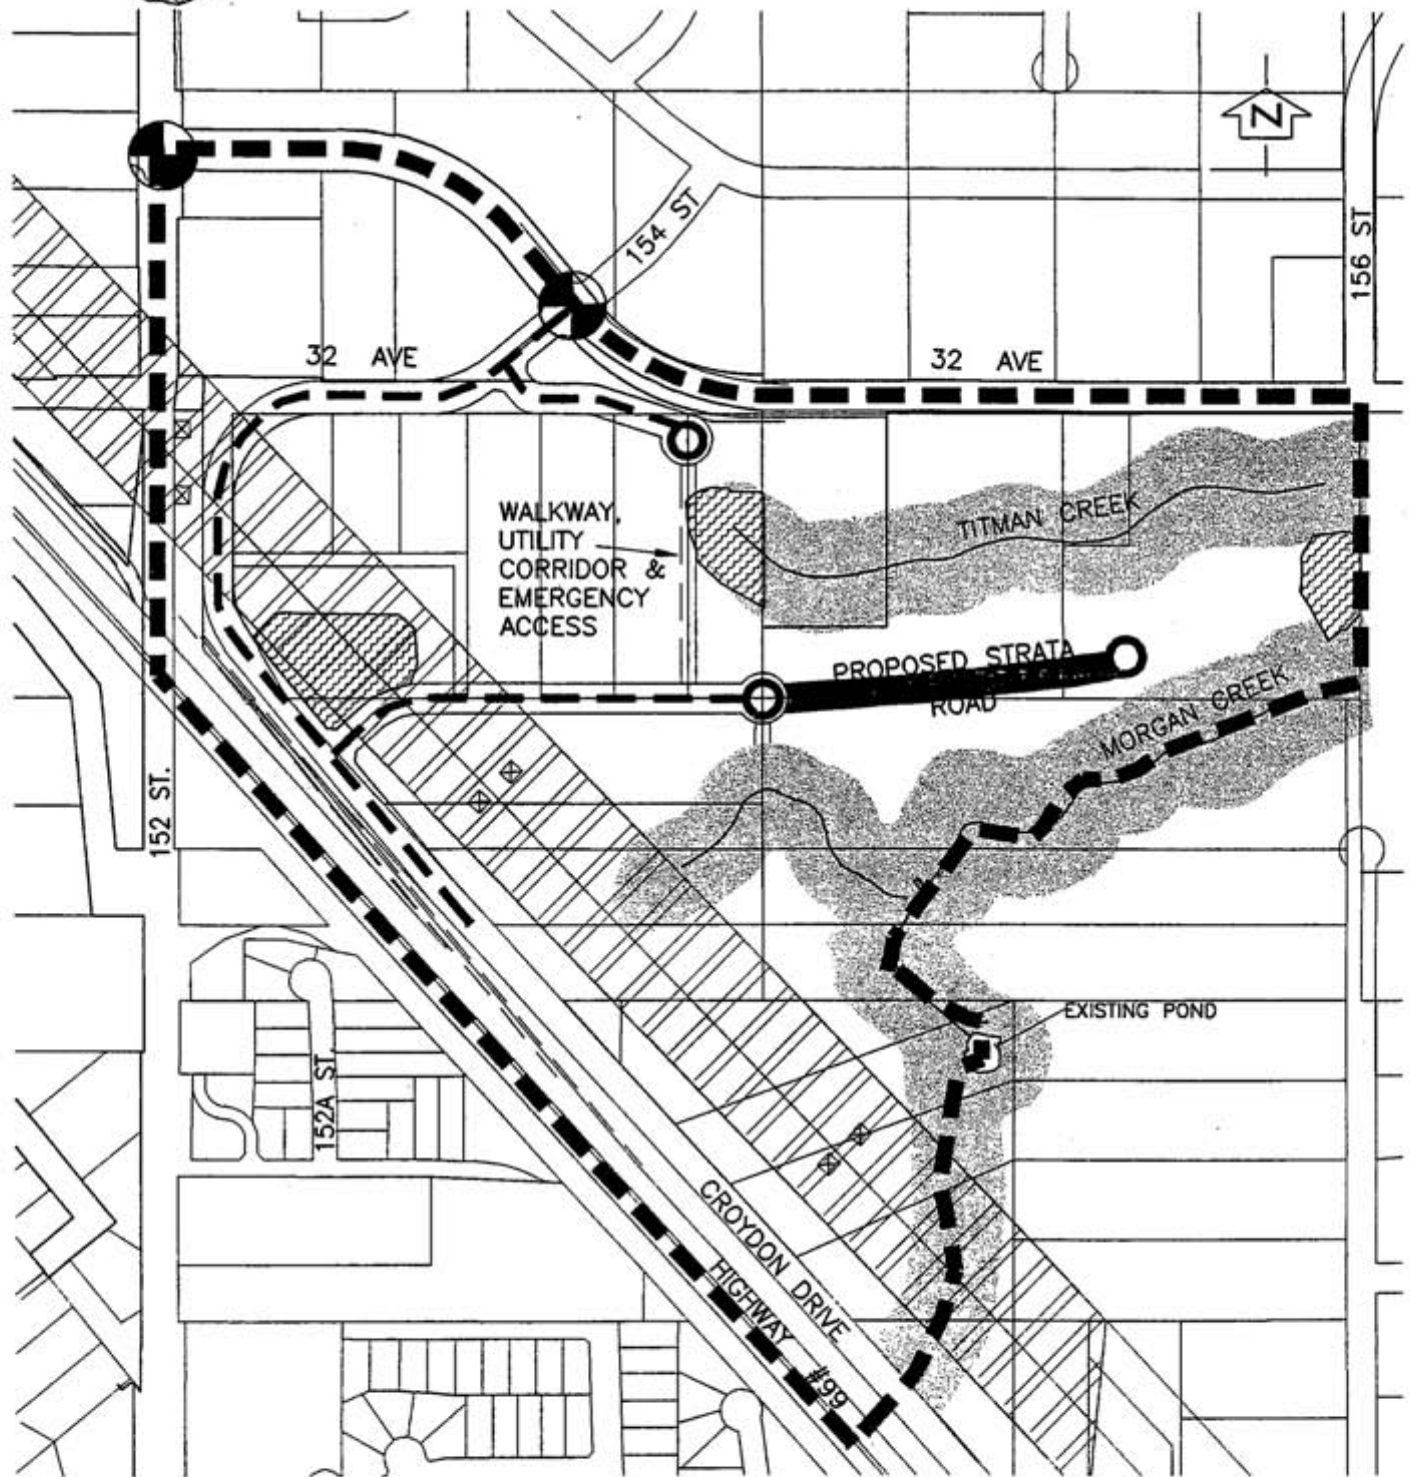 N
154 ST
156 ST
32 AVE
32 AVE
WALKWAY,
UTILITY
CORRIDOR &
EMERGENCY
ACCESS
TITMAN CREEK
PROPOSED STRATA
ROAD
MORGAN CREEK
152 ST.
EXISTING POND
152A ST.
CROYDON DRIVE
HIGHWAY #99